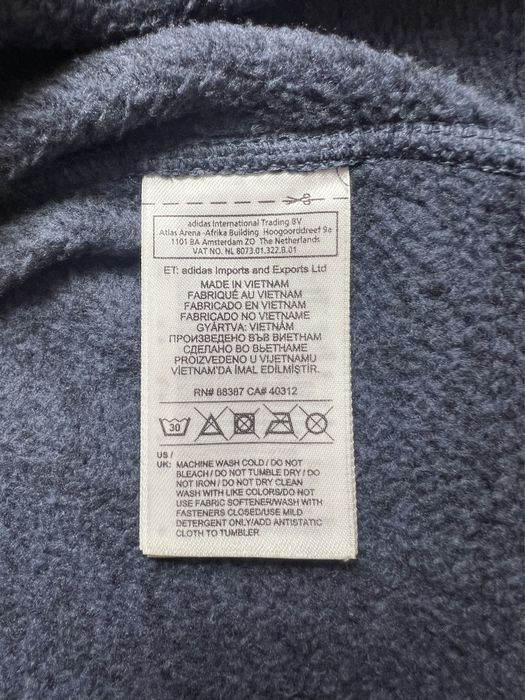 adidas International Trading BV
Atlas Arena -Afrika Building Hoogoorddreef 9a
1101 BA Amsterdam ZO The Netherlands
VAT NO. NL 8073.01.322.B.01
ET: adidas Imports and Exports Ltd
MADE IN VIETNAM
FABRIQUÉ AU VIETNAM
FABRICADO EN VIETNAM
FABRICADO NO VIETNAME
GYÁRTVA: VIETNÁM
ПРОИЗВЕДЕНО ВЪВ ВИЕТНАМ
СДЕЛАНО ВО ВЬЕТНАМЕ
PROIZVEDENO U VIJETNAMU
VIETNAM'DA İMAL EDİLMİŞTİR.
RN# 88387 CA# 40312
30
US /
UK: MACHINE WASH COLD / DO NOT
BLEACH / DO NOT TUMBLE DRY / DO
NOT IRON / DO NOT DRY CLEAN
WASH WITH LIKE COLORS/DO NOT
USE FABRIC SOFTENER/WASH WITH
FASTENERS CLOSED/USE MILD
DETERGENT ONLY/ADD ANTISTATIC
CLOTH TO TUMBLER